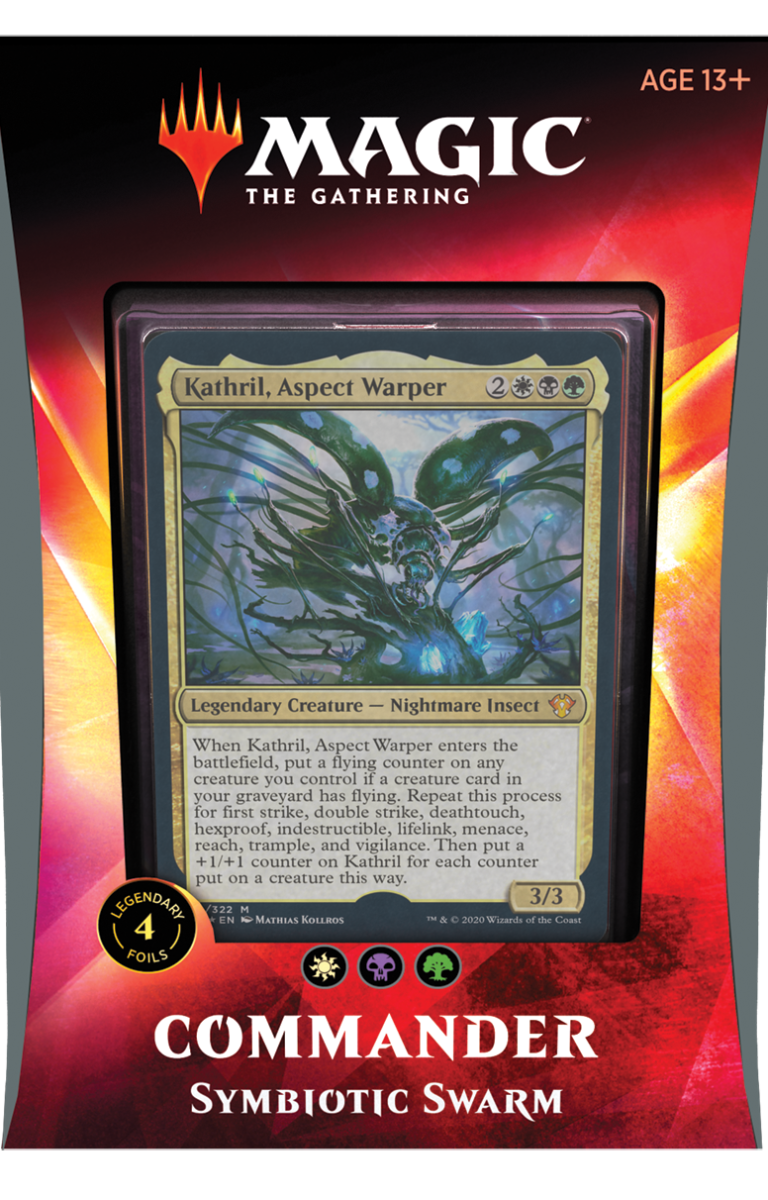 AGE 13+
MAGIC
THE GATHERING
Kathril, Aspect Warper 2
Legendary Creature — Nightmare Insect
When Kathril, Aspect Warper enters the
battlefield, put a flying counter on any
creature you control if a creature card in
your graveyard has flying. Repeat this process
for first strike, double strike, deathtouch,
hexproof, indestructible, lifelink, menace,
reach, trample, and vigilance. Then put a
+1/+1 counter on Kathril for each counter
put on a creature this way.
3/3
/322 M
EN Mathias Kollros ™ & © 2020 Wizards of the Coast
LEGENDARY
4
FOILS
COMMANDER
SYMBIOTIC SWARM